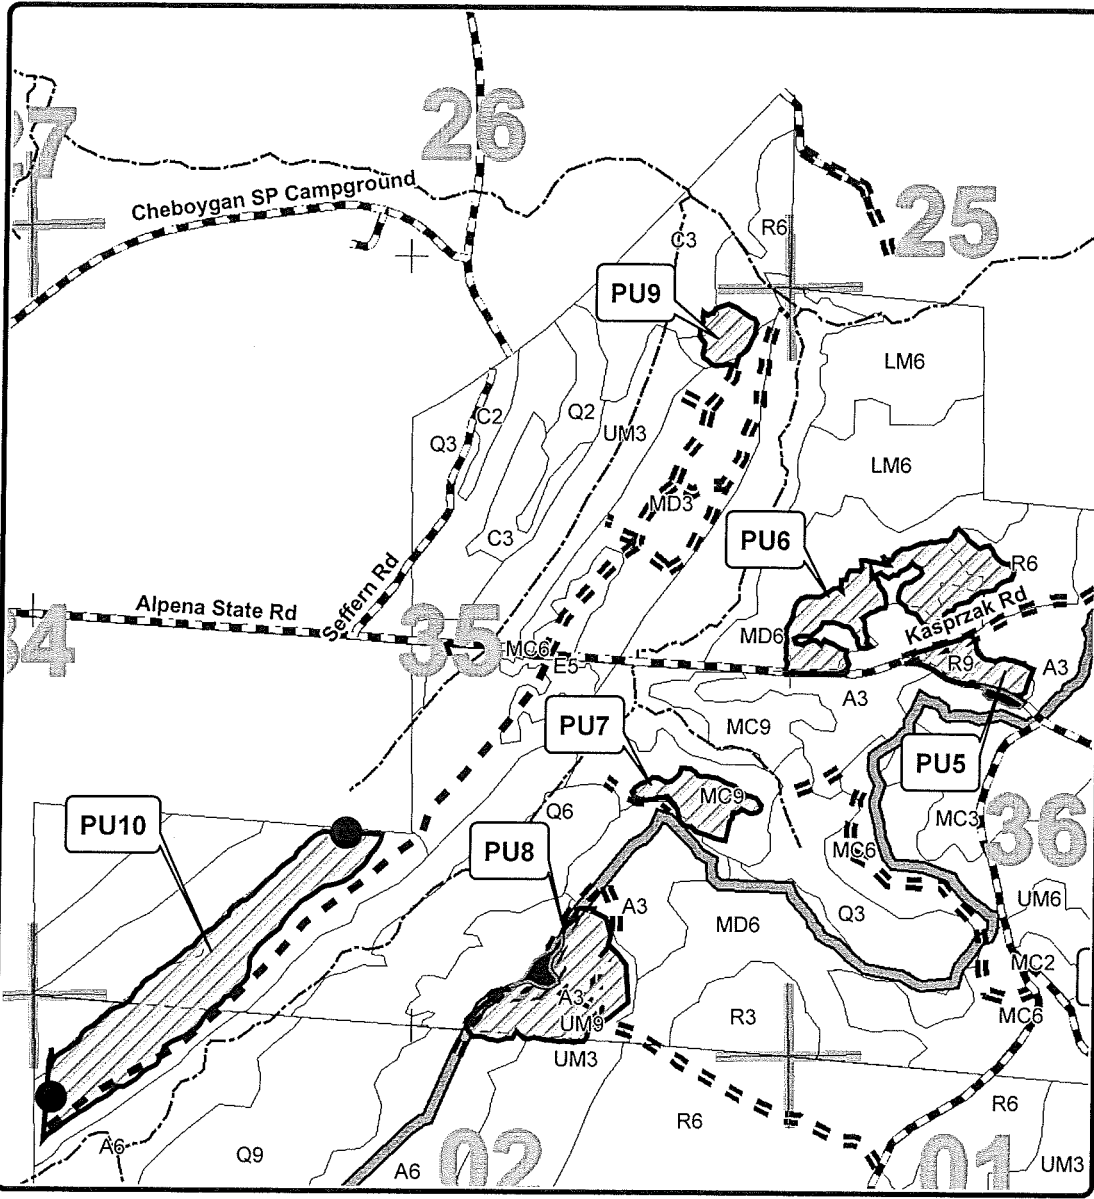 26
27
Cheboygan SP Campground
25
R6
C3
PU9
LM6
C2
Q2
Q3
UM3
LM6
MD3
C3
PU6
R6
Seffern Rd
Alpena State Rd
Kasprzak Rd
34
35
MC6
E5
MD6
R9
A3
A3
PU7
MC9
PU5
MC9
Q6
PU10
MC3
36
PU8
MC6
A3
Q3
UM6
MD6
MC2
A3
R3
MC6
UM9
UM3
R6
R6
A6
Q9
02
01
A6
UM3